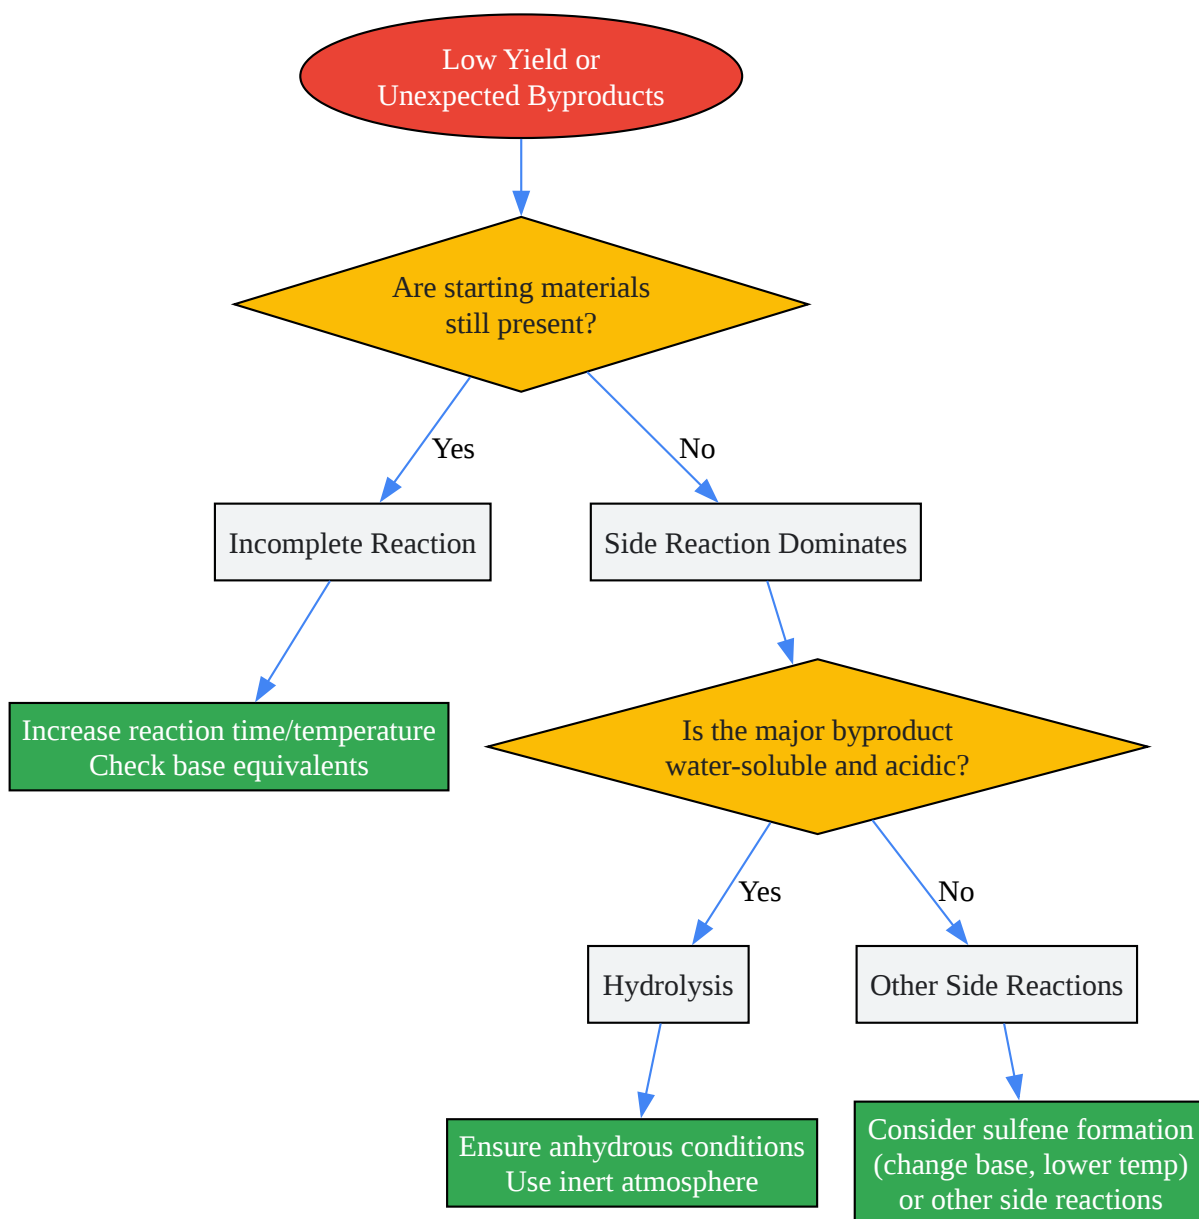 Low Yield or
Unexpected Byproducts
Are starting materials
still present?
Yes
No
Incomplete Reaction
Side Reaction Dominates
Increase reaction time/temperature
Check base equivalents
Is the major byproduct
water-soluble and acidic?
Yes
No
Hydrolysis
Other Side Reactions
Ensure anhydrous conditions
Use inert atmosphere
Consider sulfene formation
(change base, lower temp)
or other side reactions